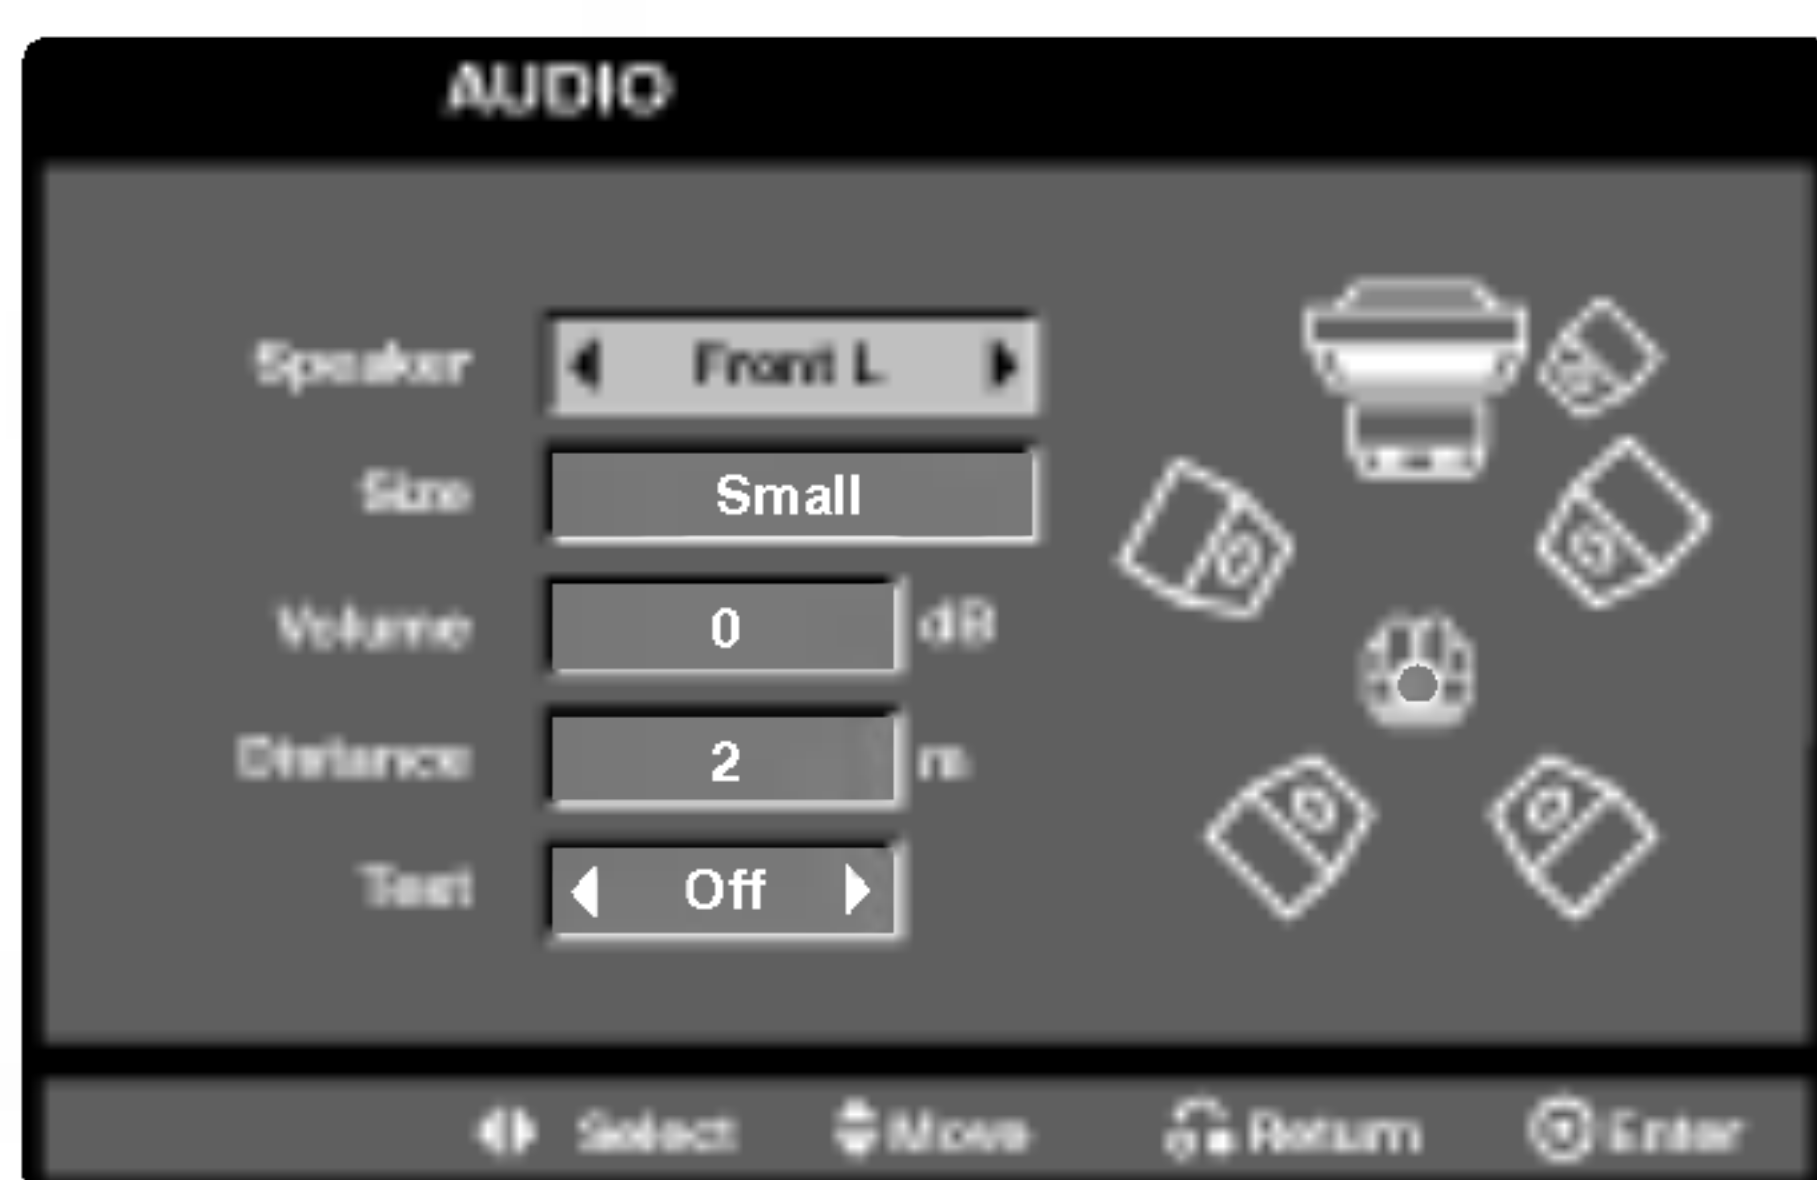 AUDIO
Speaker Front L
Size Small
Volume 0 dB
Distance 2 m
Test Off
Select Move Return Enter